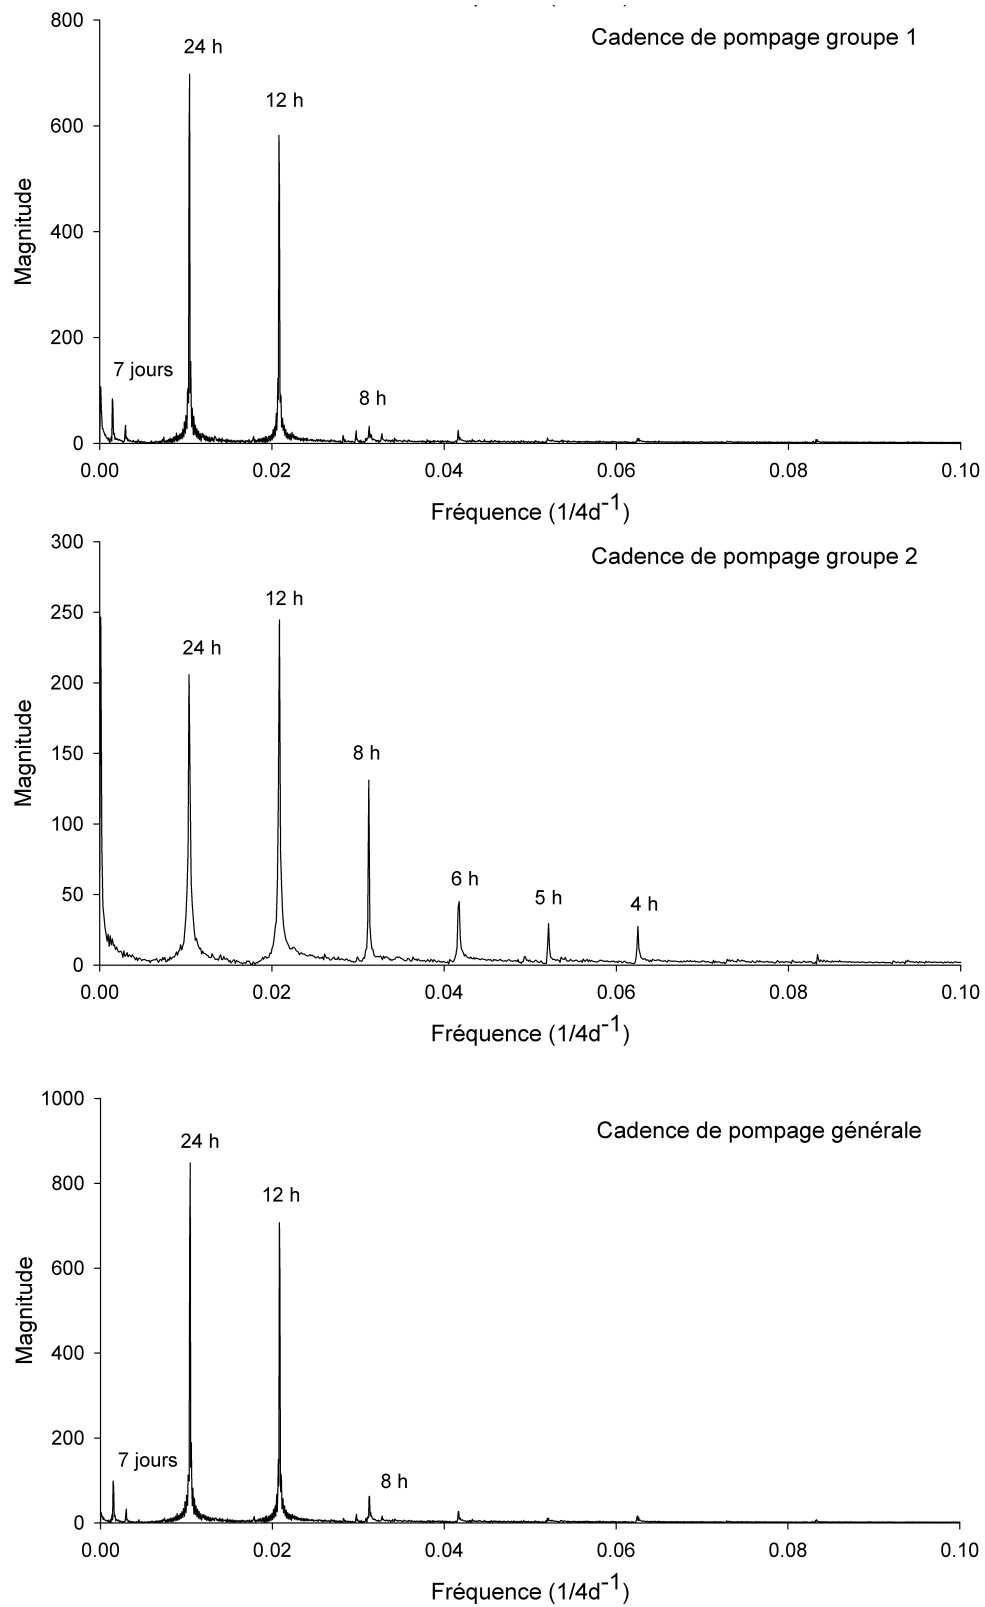 800
Cadence de pompage groupe 1
24 h
12 h
600
Magnitude
400
200
7 jours
8 h
0
0.00 0.02 0.04 0.06 0.08 0.10
Fréquence (1/4d-1)
300
Cadence de pompage groupe 2
12 h
250
24 h
200
8 h
Magnitude
150
100
6 h
5 h
4 h
50
0
0.00 0.02 0.04 0.06 0.08 0.10
Fréquence (1/4d-1)
1000
Cadence de pompage générale
24 h
12 h
800
600
Magnitude
400
200
7 jours
8 h
0
0.00 0.02 0.04 0.06 0.08 0.10
Fréquence (1/4d-1)